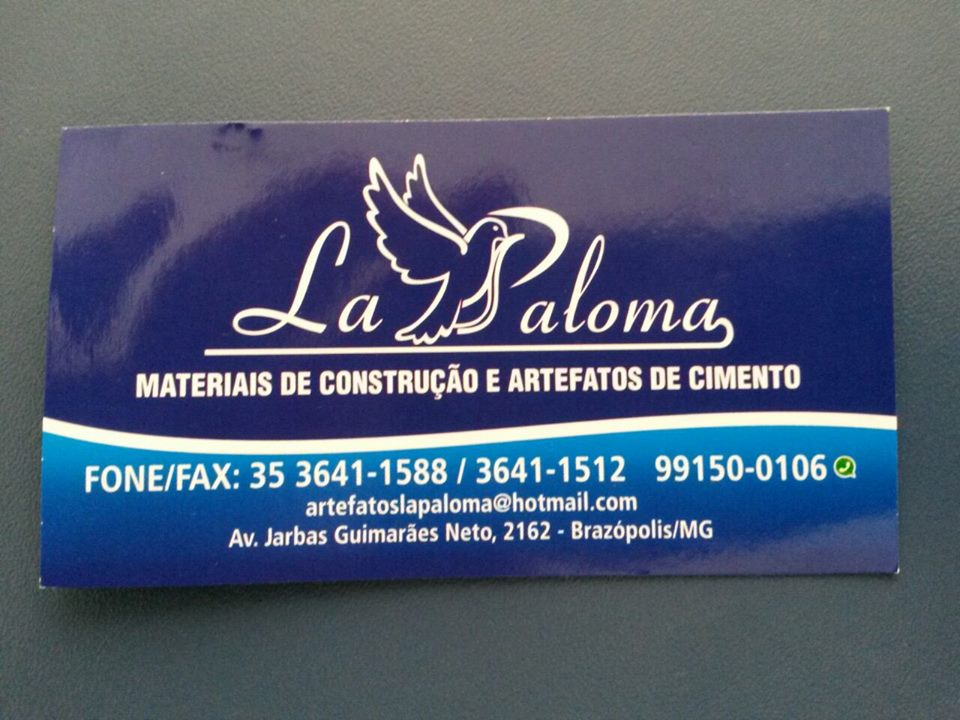 La Paloma
MATERIAIS DE CONSTRUÇÃO E ARTEFATOS DE CIMENTO
FONE/FAX: 35 3641-1588 / 3641-1512 99150-0106
artefatoslapaloma@hotmail.com
Av. Jarbas Guimarães Neto, 2162 - Brazópolis/MG